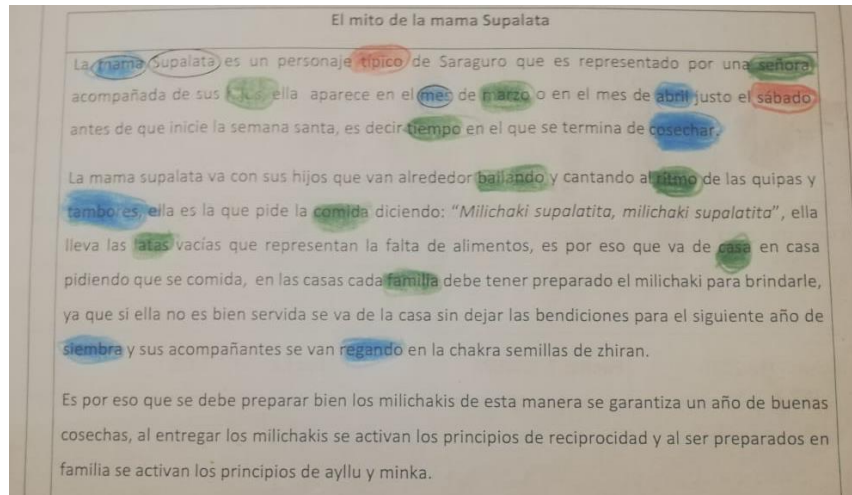 El mito de la mama Supalata
La mama Supalata es un personaje típico de Saraguro que es representado por una señora
acompañada de sus hijos ella aparece en el mes de marzo o en el mes de abril justo el sábado
antes de que inicie la semana santa, es decir tiempo en el que se termina de cosechar.
La mama supalata va con sus hijos que van alrededor bailando y cantando al ritmo de las quipas y
tambores, ella es la que pide la comida diciendo: “Milichaki supalatita, milichaki supalatita”, ella
lleva las latas vacías que representan la falta de alimentos, es por eso que va de casa en casa
pidiendo que se comida, en las casas cada familia debe tener preparado el milichaki para brindarle,
ya que si ella no es bien servida se va de la casa sin dejar las bendiciones para el siguiente año de
siembra y sus acompañantes se van regando en la chakra semillas de zhiran.
Es por eso que se debe preparar bien los milichakis de esta manera se garantiza un año de buenas
cosechas, al entregar los milichakis se activan los principios de reciprocidad y al ser preparados en
familia se activan los principios de ayllu y minka.